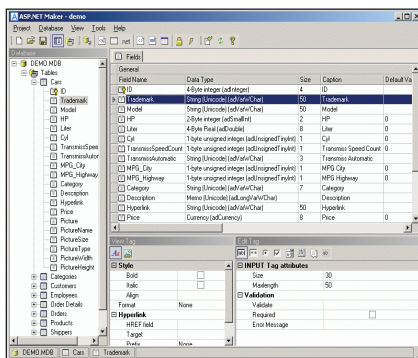 ASP.NET Maker - demo
Project Database View Tools Help
Database
DEMO.MDB
Tables
Cars
ID
Trademark
Model
HP
Liter
Cyl
TransmissSpee
TransmissAutor
MPG_City
MPG_Highway
Category
Description
Hyperlink
Price
Picture
PictureName
PictureSize
PictureType
PictureWidth
PictureHeight
Categories
Customers
Employees
Order Details
Orders
Products
Shippers
Fields
General
Field Name Data Type Size Caption Default Va
ID 4-Byte integer (adInteger) 4 ID
Trademark String (Unicode) (adVarWChar) 50 Trademark
Model String (Unicode) (adVarWChar) 50 Model
HP 2-Byte integer (adSmallInt) 2 HP 0
Liter 4-Byte Real (adDouble) 8 Liter 0
Cyl 1-byte unsigned integer (adUnsignedTinyInt) 1 Cyl 0
TransmissSpeedCount 1-byte unsigned integer (adUnsignedTinyInt) 1 Transmiss Speed Count 0
TransmissAutomatic String (Unicode) (adVarWChar) 3 Transmiss Automatic
MPG_City 1-byte unsigned integer (adUnsignedTinyInt) 1 MPG City 0
MPG_Highway 1-byte unsigned integer (adUnsignedTinyInt) 1 MPG Highway 0
Category String (Unicode) (adVarWChar) 7 Category
Description Memo (Unicode) (adLongVarWChar) Description
Hyperlink String (Unicode) (adVarWChar) 50 Hyperlink
Price Currency (adCurrency) 8 Price 0
View Tag
Style
Bold
Italic
Align
Format None
Hyperlink
HREF field
Target
Prefix None
Edit Tag
INPUT Tag attributes
Size 30
Maxlength 50
Validation
Validate
Required
Error Message
DEMO.MDB Cars Trademark